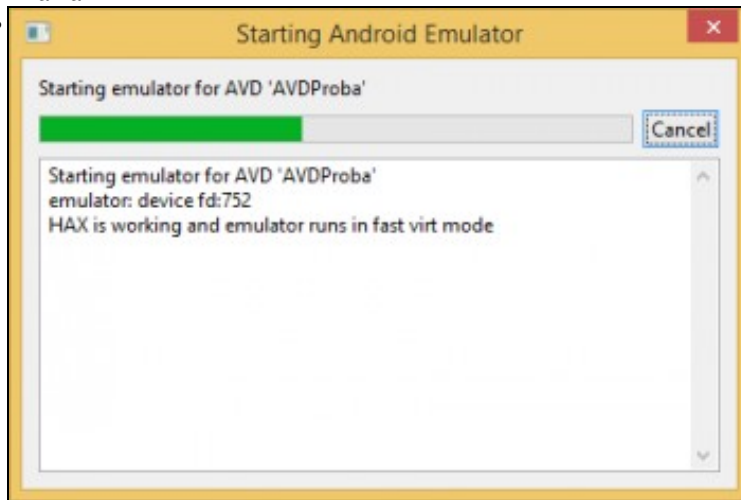 Starting Android Emulator
Starting emulator for AVD 'AVDProba'
Cancel
Starting emulator for AVD 'AVDProba'
emulator: device fd:752
HAX is working and emulator runs in fast virt mode